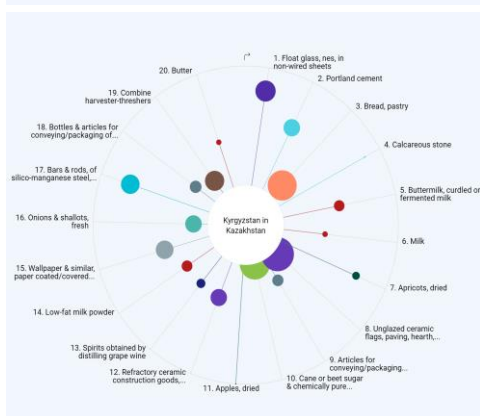 1. Float glass, nes, in
non-wired sheets
2. Portland cement
3. Bread, pastry
4. Calcareous stone
5. Buttermilk, curdled or
fermented milk
6. Milk
7. Apricots, dried
8. Unglazed ceramic
flags, paving, hearth,...
9. Articles for
conveying/packaging...
10. Cane or beet sugar
& chemically pure...
11. Apples, dried
12. Refractory ceramic
construction goods,...
13. Spirits obtained by
distilling grape wine
14. Low-fat milk powder
15. Wallpaper & similar,
paper coated/covered...
16. Onions & shallots,
fresh
17. Bars & rods, of
silico-manganese steel,...
18. Bottles & articles for
conveying/packaging of...
19. Combine
harvester-threshers
20. Butter
Kyrgyzstan in
Kazakhstan